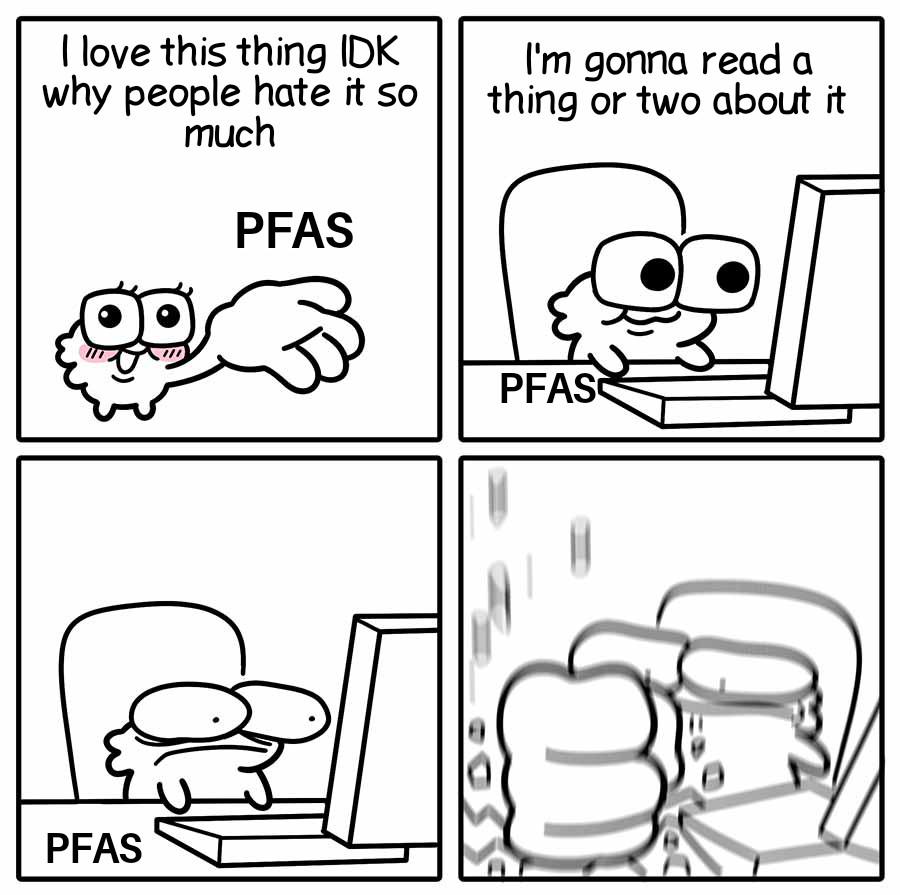 I love this thing IDK
why people hate it so
much
PFAS
I'm gonna read a
thing or two about it
PFAS
PFAS